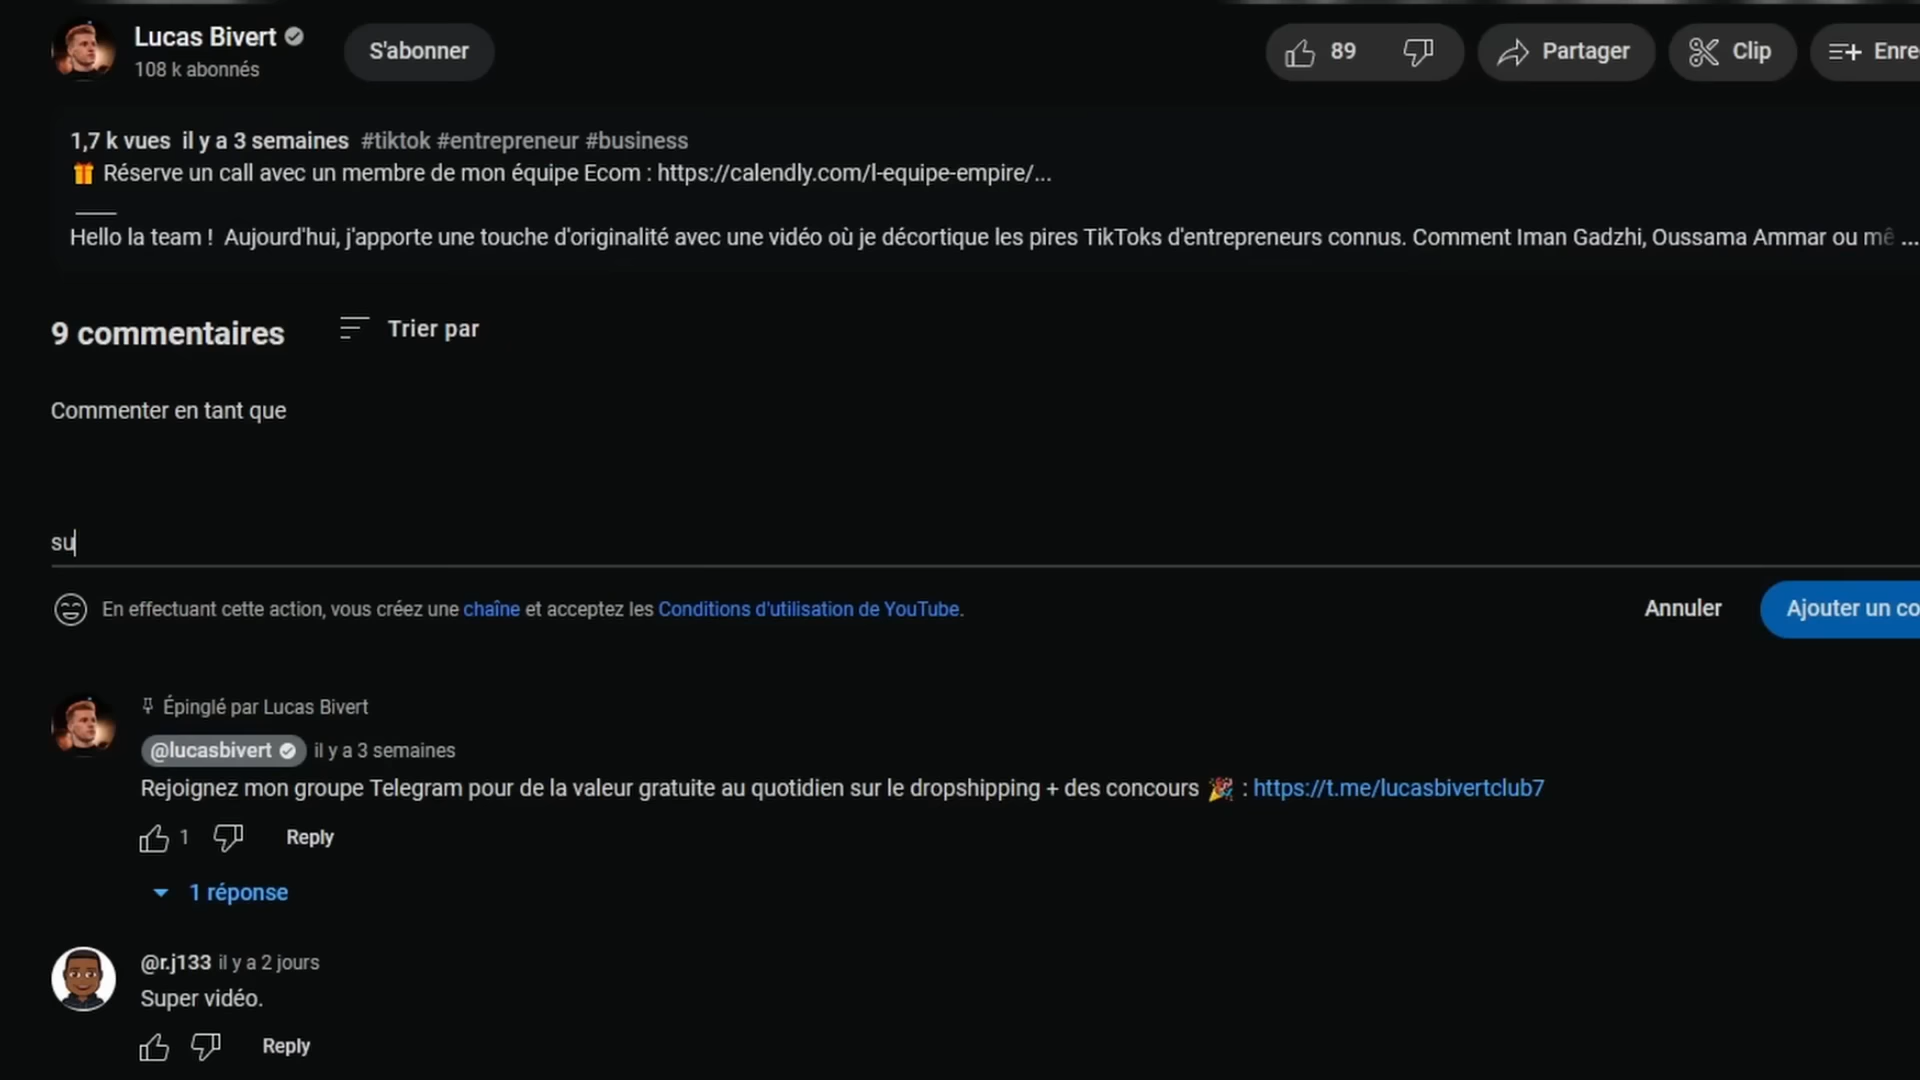 Lucas Bivert
108 k abonnés
S'abonner
89
Partager
Clip
Enre
1,7 k vues il y a 3 semaines #tiktok #entrepreneur #business
Réserve un call avec un membre de mon équipe Ecom : https://calendly.com/l-equipe-empire/...
Hello la team ! Aujourd'hui, j'apporte une touche d'originalité avec une vidéo où je décortique les pires TikToks d'entrepreneurs connus. Comment Iman Gadzhi, Oussama Ammar ou mê ...
9 commentaires
Trier par
Commenter en tant que
su
En effectuant cette action, vous créez une chaîne et acceptez les Conditions d'utilisation de YouTube.
Annuler
Ajouter un co
Épinglé par Lucas Bivert
@lucasbivert il y a 3 semaines
Rejoignez mon groupe Telegram pour de la valeur gratuite au quotidien sur le dropshipping + des concours 🎉 : https://t.me/lucasbivertclub7
1
Reply
1 réponse
@r.j133 il y a 2 jours
Super vidéo.
Reply